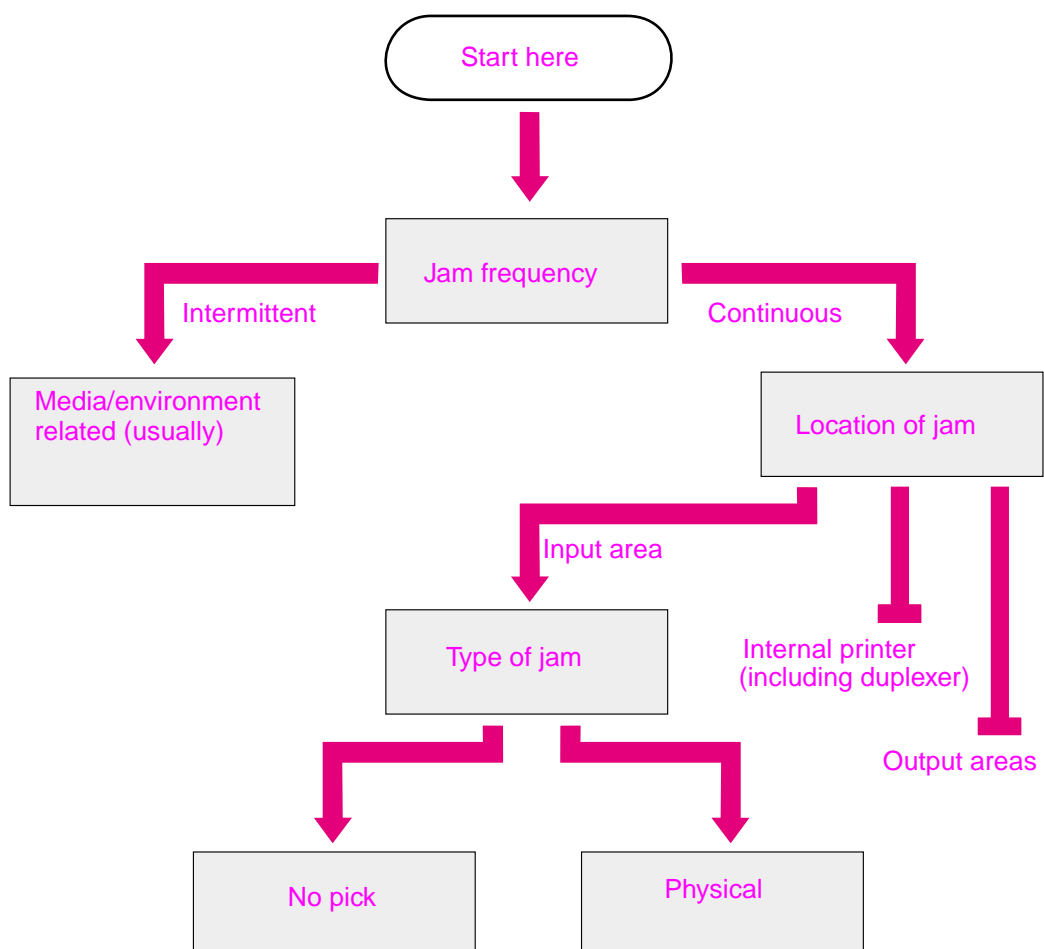 Start here
Jam frequency
Intermittent
Continuous
Media/environment
related (usually)
Location of jam
Input area
Type of jam
Internal printer
(including duplexer)
Output areas
No pick
Physical